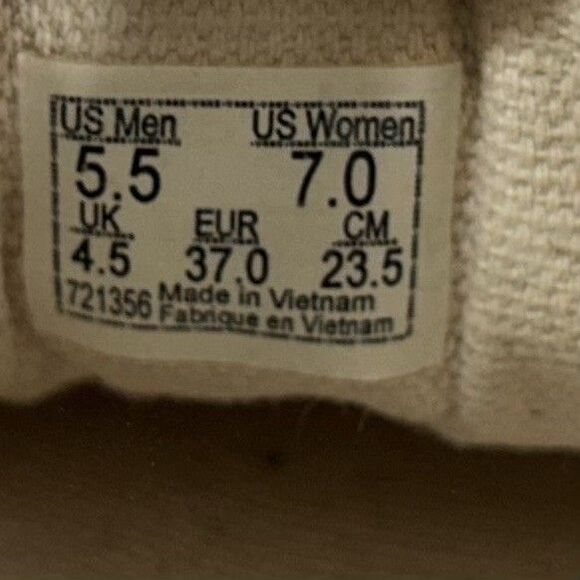 US Men US Women
5.5 7.0
UK EUR CM
4.5 37.0 23.5
721356 Made in Vietnam
Fabrique en Vietnam